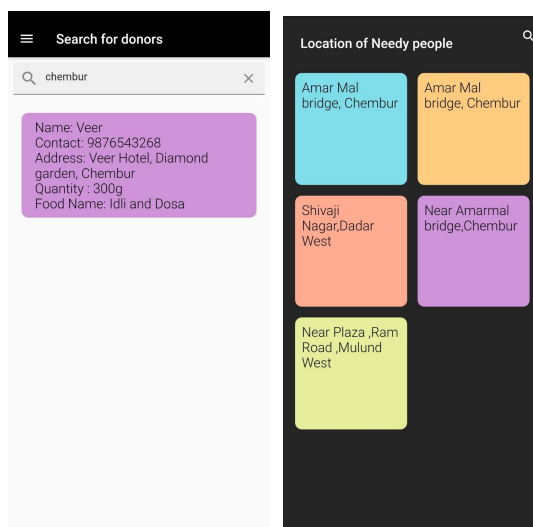 Search for donors
chembur
Name: Veer
Contact: 9876543268
Address: Veer Hotel, Diamond
garden, Chembur
Quantity : 300g
Food Name: Idli and Dosa
Location of Needy people
Amar Mal
bridge, Chembur
Amar Mal
bridge, Chembur
Shivaji
Nagar,Dadar
West
Near Amarmal
bridge,Chembur
Near Plaza ,Ram
Road ,Mulund
West